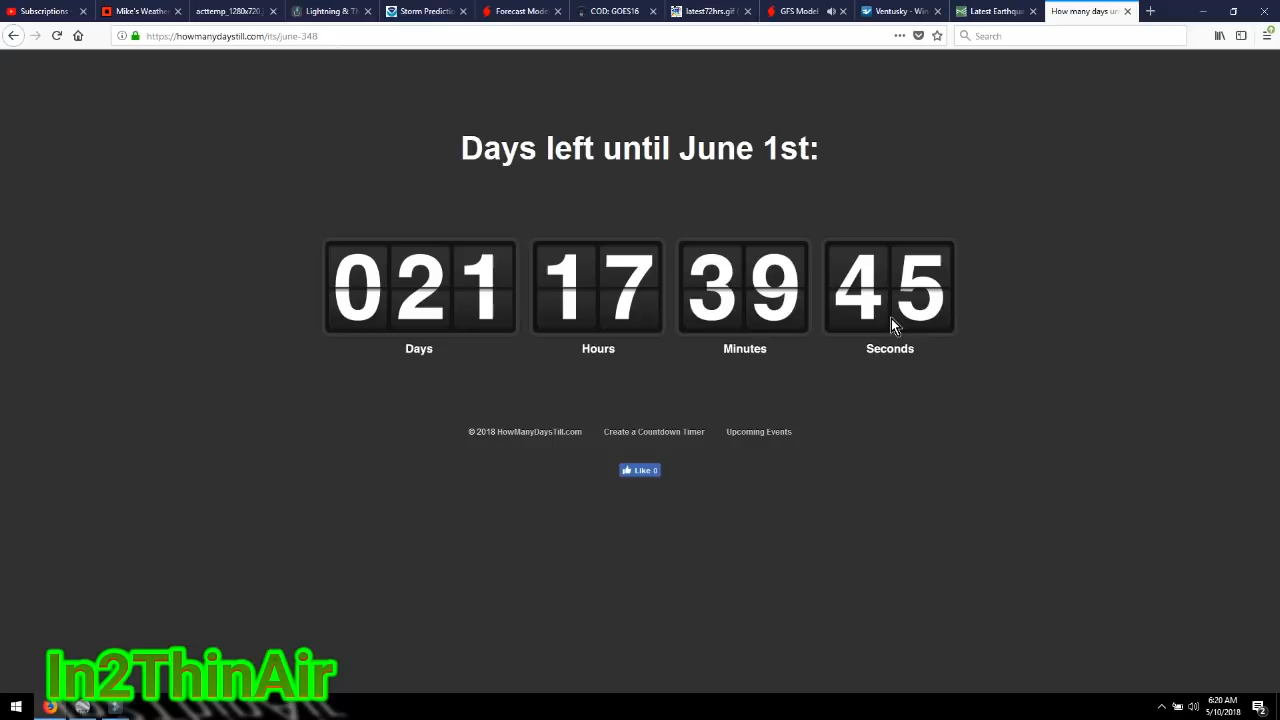 Subscriptions
Mike's Weathe
acttemp_1280x720_
Lightning & Th
Storm Predictio
Forecast Mode
COD: GOES16
latest72hrs.gif (
GFS Model
Ventusky - Win
Latest Earthqu
How many days un
https://howmanydaystill.com/its/june-348
Search
Days left until June 1st:
021 17 39 45
Days Hours Minutes Seconds
© 2018 HowManyDaysTill.com Create a Countdown Timer Upcoming Events
Like 0
In2ThinAir
6:20 AM
5/10/2018
2